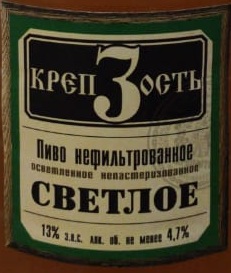 КРЕП3ОСТЬ
Пиво нефильтрованное
осветленное непастеризованное
СВЕТЛОЕ
13% э.н.с. алк. об. не менее 4,7%